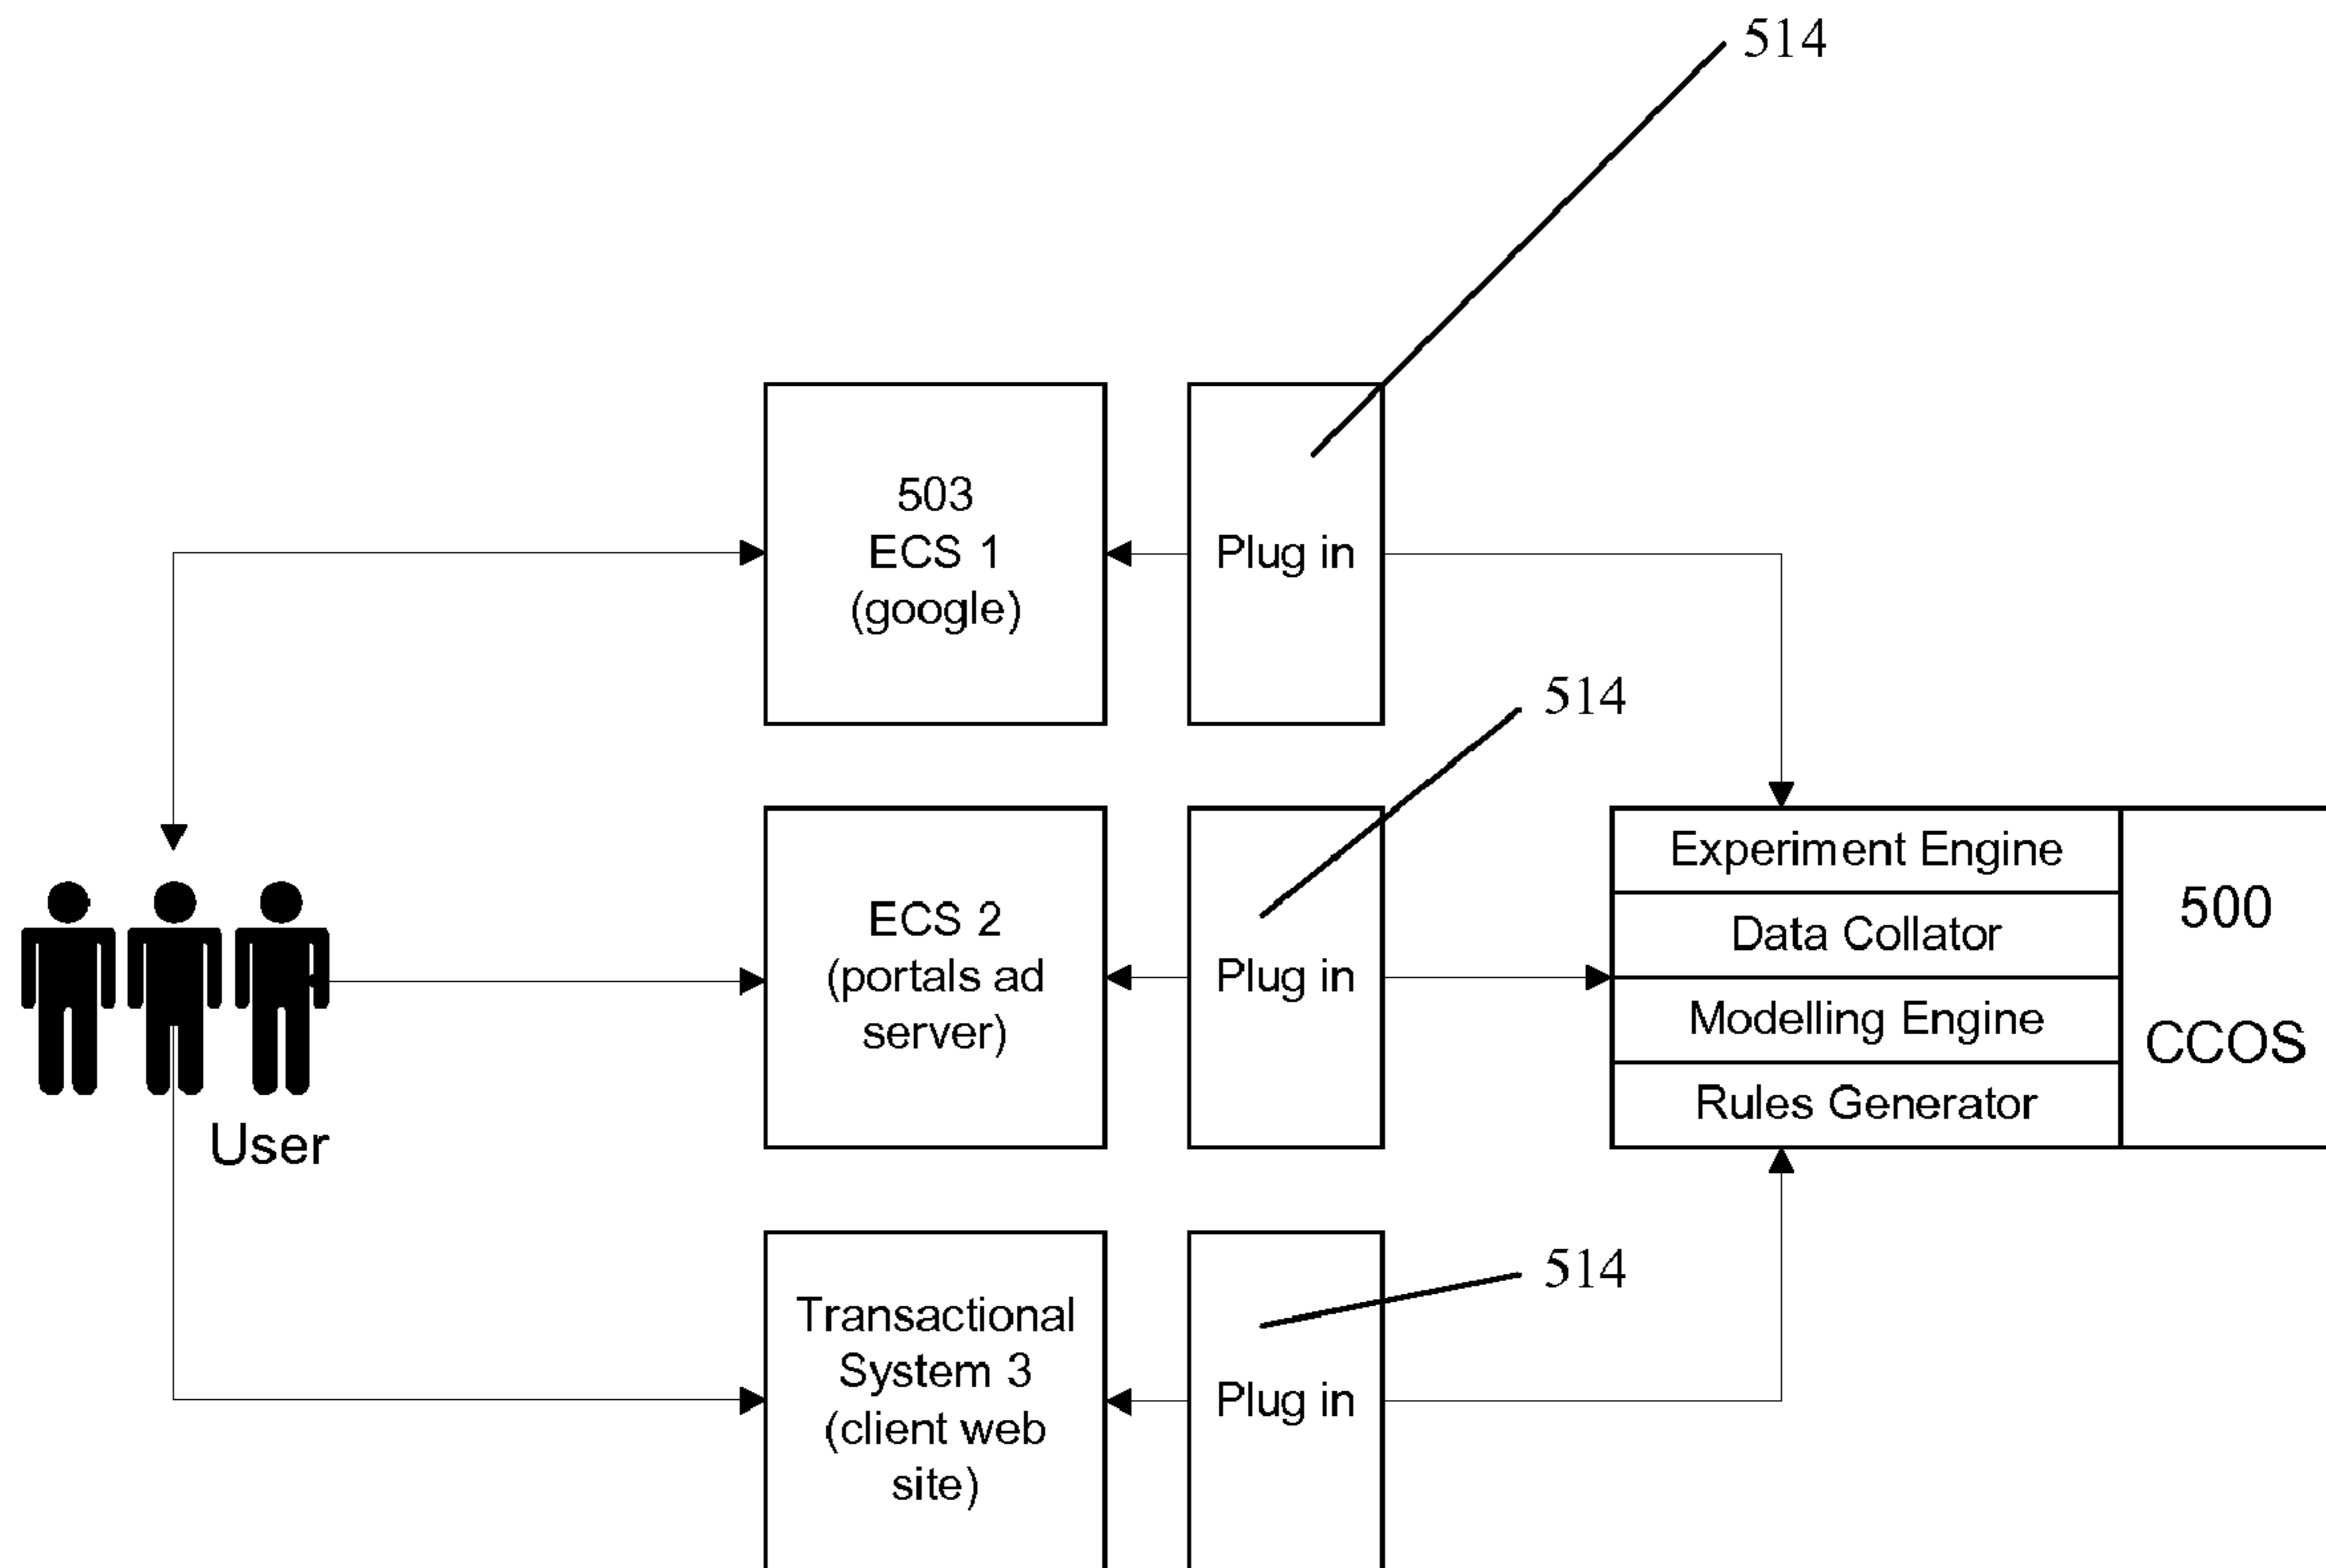 514
503
ECS 1
(google)
Plug in
514
ECS 2
(portals ad
server)
Plug in
Experiment Engine
Data Collator
Modelling Engine
Rules Generator
500
CCOS
User
514
Transactional
System 3
(client web
site)
Plug in